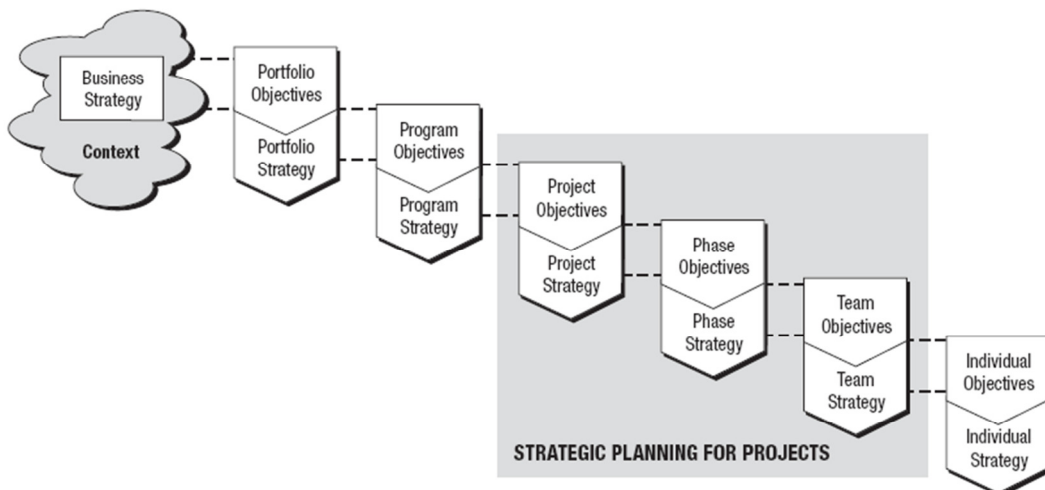 Business
Strategy
Context
Portfolio
Objectives
Portfolio
Strategy
Program
Objectives
Program
Strategy
Project
Objectives
Project
Strategy
Phase
Objectives
Phase
Strategy
Team
Objectives
Team
Strategy
Individual
Objectives
Individual
Strategy
STRATEGIC PLANNING FOR PROJECTS